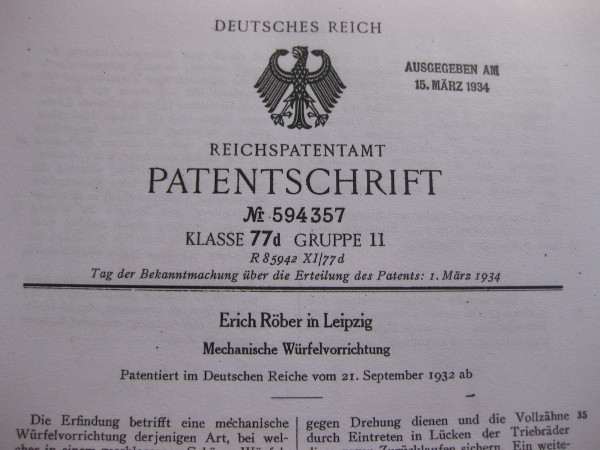 DEUTSCHES REICH
AUSGEGEBEN AM
15. MÄRZ 1934
REICHSPATENTAMT
PATENTSCHRIFT
№ 594357
KLASSE 77d GRUPPE 11
R 85942 XI/77d
Tag der Bekanntmachung über die Erteilung des Patents: 1. März 1934
Erich Röber in Leipzig
Mechanische Würfelvorrichtung
Patentiert im Deutschen Reiche vom 21. September 1932 ab
Die Erfindung betrifft eine mechanische
Würfelvorrichtung derjenigen Art, bei wel-
gegen Drehung dienen und die Vollzähne 35
durch Eintreten in Lücken der Triebräder